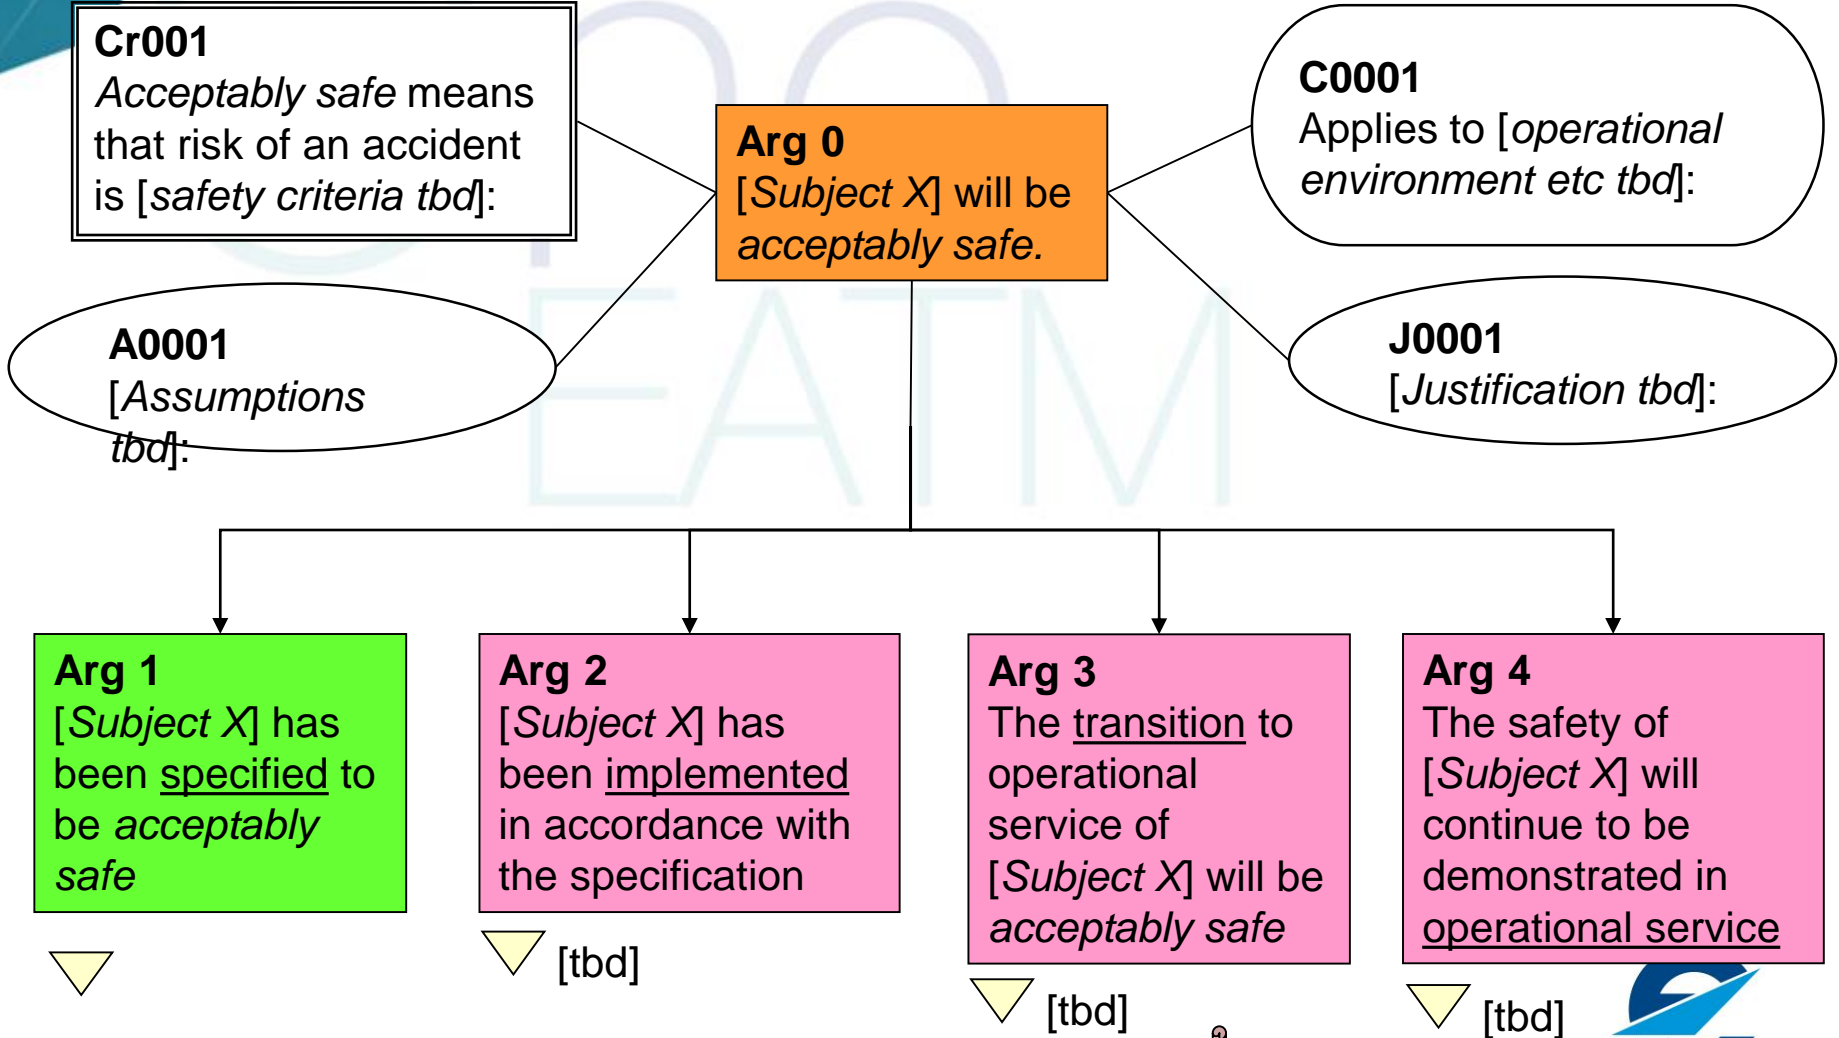 Cr001
Acceptably safe means
that risk of an accident
is [safety criteria tbd]:
Arg 0
[Subject X] will be
acceptably safe.
C0001
Applies to [operational
environment etc tbd]:
A0001
[Assumptions
tbd]:
J0001
[Justification tbd]:
EATM
Arg 1
[Subject X] has
been specified to
be acceptably
safe
Arg 2
[Subject X] has
been implemented
in accordance with
the specification
[tbd]
Arg 3
The transition to
operational
service of
[Subject X] will be
acceptably safe
[tbd]
Arg 4
The safety of
[Subject X] will
continue to be
demonstrated in
operational service
[tbd]